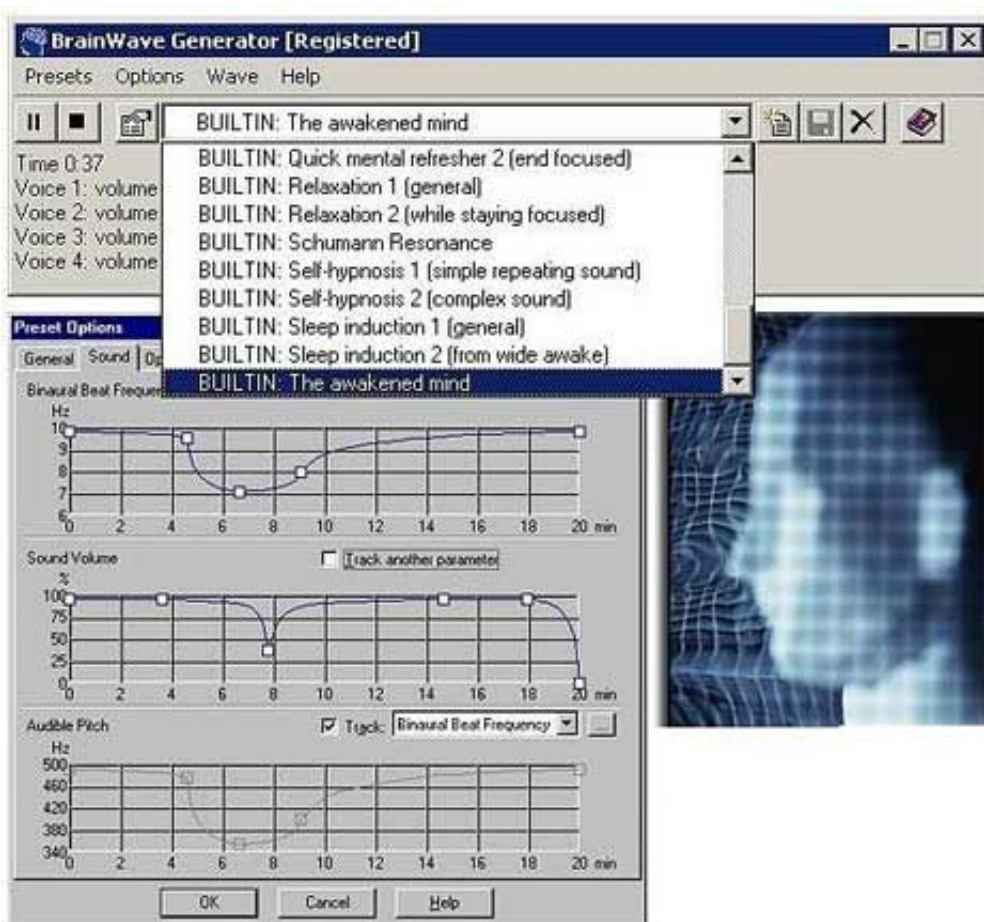 BrainWave Generator [Registered]
Presets Options Wave Help
BUILTIN: The awakened mind
Time 0:37
Voice 1: volume
Voice 2: volume
Voice 3: volume
Voice 4: volume
BUILTIN: Quick mental refresher 2 (end focused)
BUILTIN: Relaxation 1 (general)
BUILTIN: Relaxation 2 (while staying focused)
BUILTIN: Schumann Resonance
BUILTIN: Self-hypnosis 1 (simple repeating sound)
BUILTIN: Self-hypnosis 2 (complex sound)
BUILTIN: Sleep induction 1 (general)
BUILTIN: Sleep induction 2 (from wide awake)
BUILTIN: The awakened mind
Preset Options
General Sound Op
Binaural Beat Frequen
Hz
10
9
8
7
6
0 2 4 6 8 10 12 14 16 18 20 min
Sound Volume Track another parameter
%
100
75
50
25
0
0 2 4 6 8 10 12 14 16 18 20 min
Audible Pitch Track: Binaural Beat Frequency ...
Hz
500
460
420
380
340
0 2 4 6 8 10 12 14 16 18 20 min
OK Cancel Help